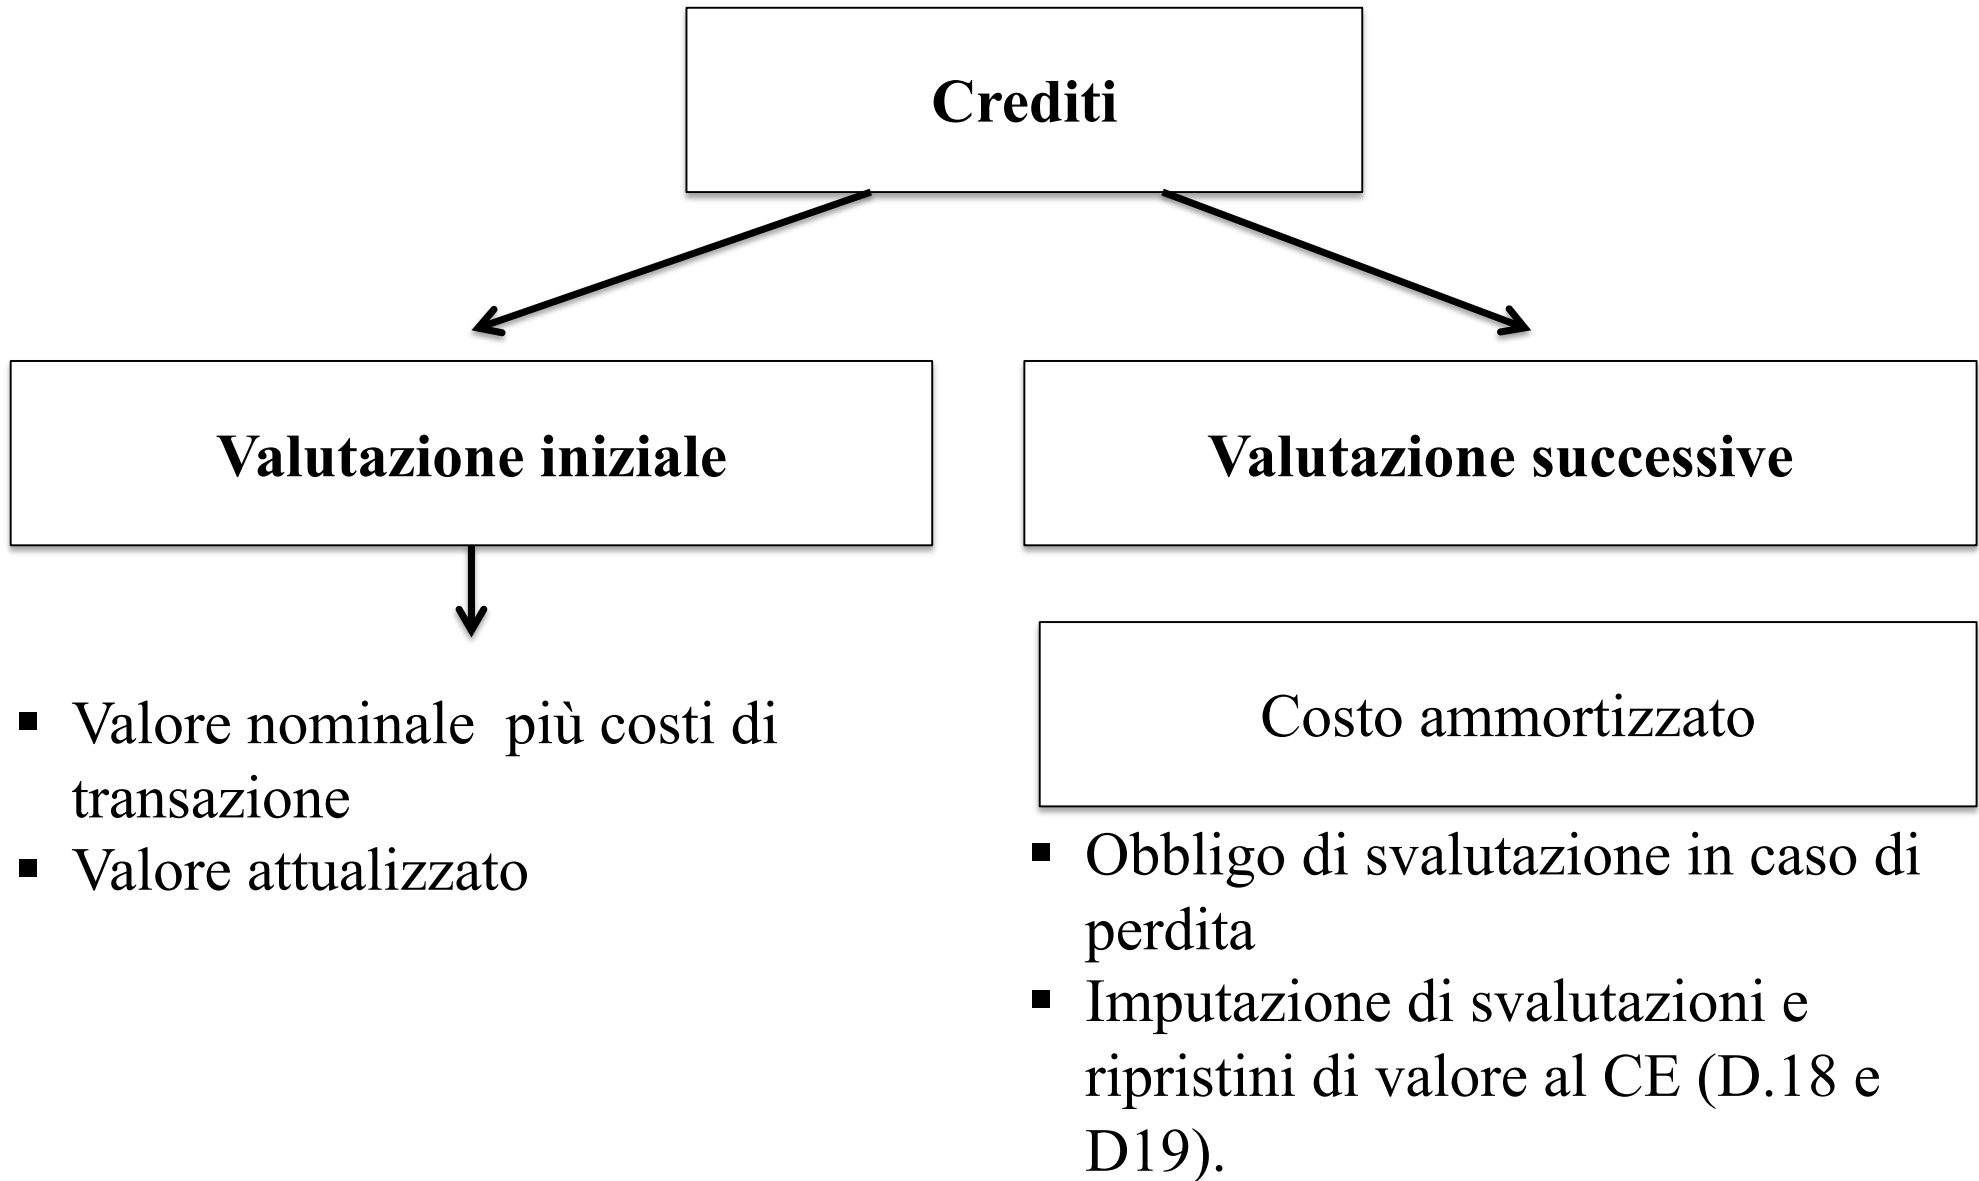 Crediti
Valutazione iniziale
▪ Valore nominale  più costi di
transazione
▪ Valore attualizzato
Valutazione successive
Costo ammortizzato
▪ Obbligo di svalutazione in caso di
perdita
▪ Imputazione di svalutazioni e
ripristini di valore al CE (D.18 e
D19).